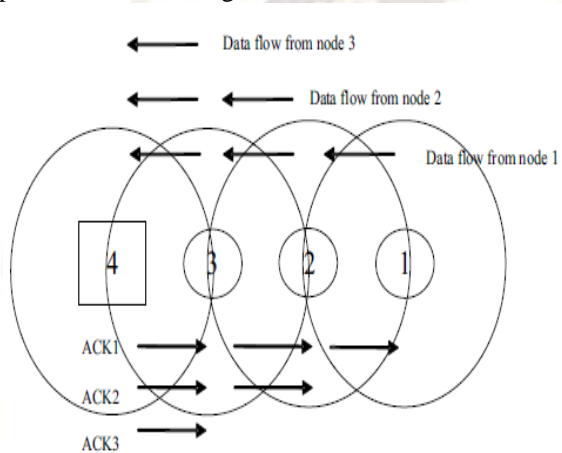 Data flow from node 3
Data flow from node 2
Data flow from node 1
4 3 2 1
ACK1
ACK2
ACK3